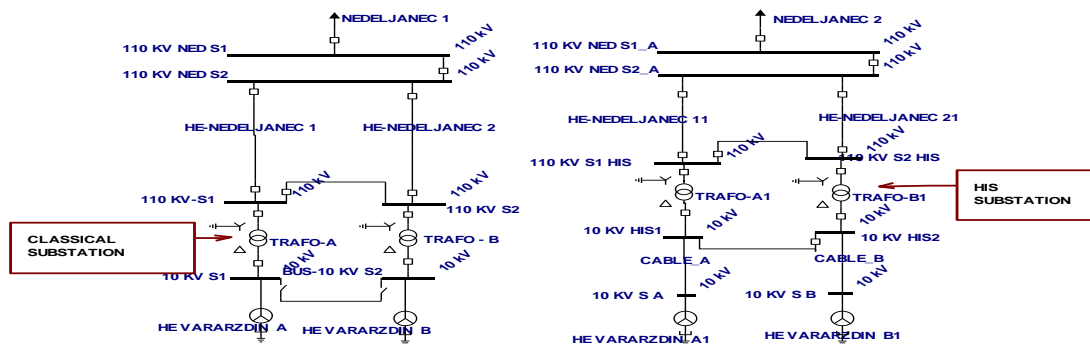 NEDELJANEC 1
110 KV NED S1
110 kV
110 KV NED S2
110 kV
HE-NEDELJANEC 1
HE-NEDELJANEC 2
110 KV-S1
110 kV
110 KV S2
110 kV
CLASSICAL
SUBSTATION
TRAFO-A
TRAFO - B
10 KV S1
10 kV
BUS-10 KV S2
10 kV
HE VARARZDIN A
HE VARARZDIN B
NEDELJANEC 2
110 KV NED S1_A
110 kV
110 KV NED S2_A
110 kV
HE-NEDELJANEC 11
HE-NEDELJANEC 21
110 KV S1 HIS
110 kV
110 KV S2 HIS
110 kV
TRAFO-A1
TRAFO-B1
HIS
SUBSTATION
10 KV HIS1
10 kV
10 KV HIS2
10 kV
CABLE_A
CABLE_B
10 KV S A
10 kV
10 KV S B
10 kV
HE VARARZDIN_A1
HE VARARZDIN B1